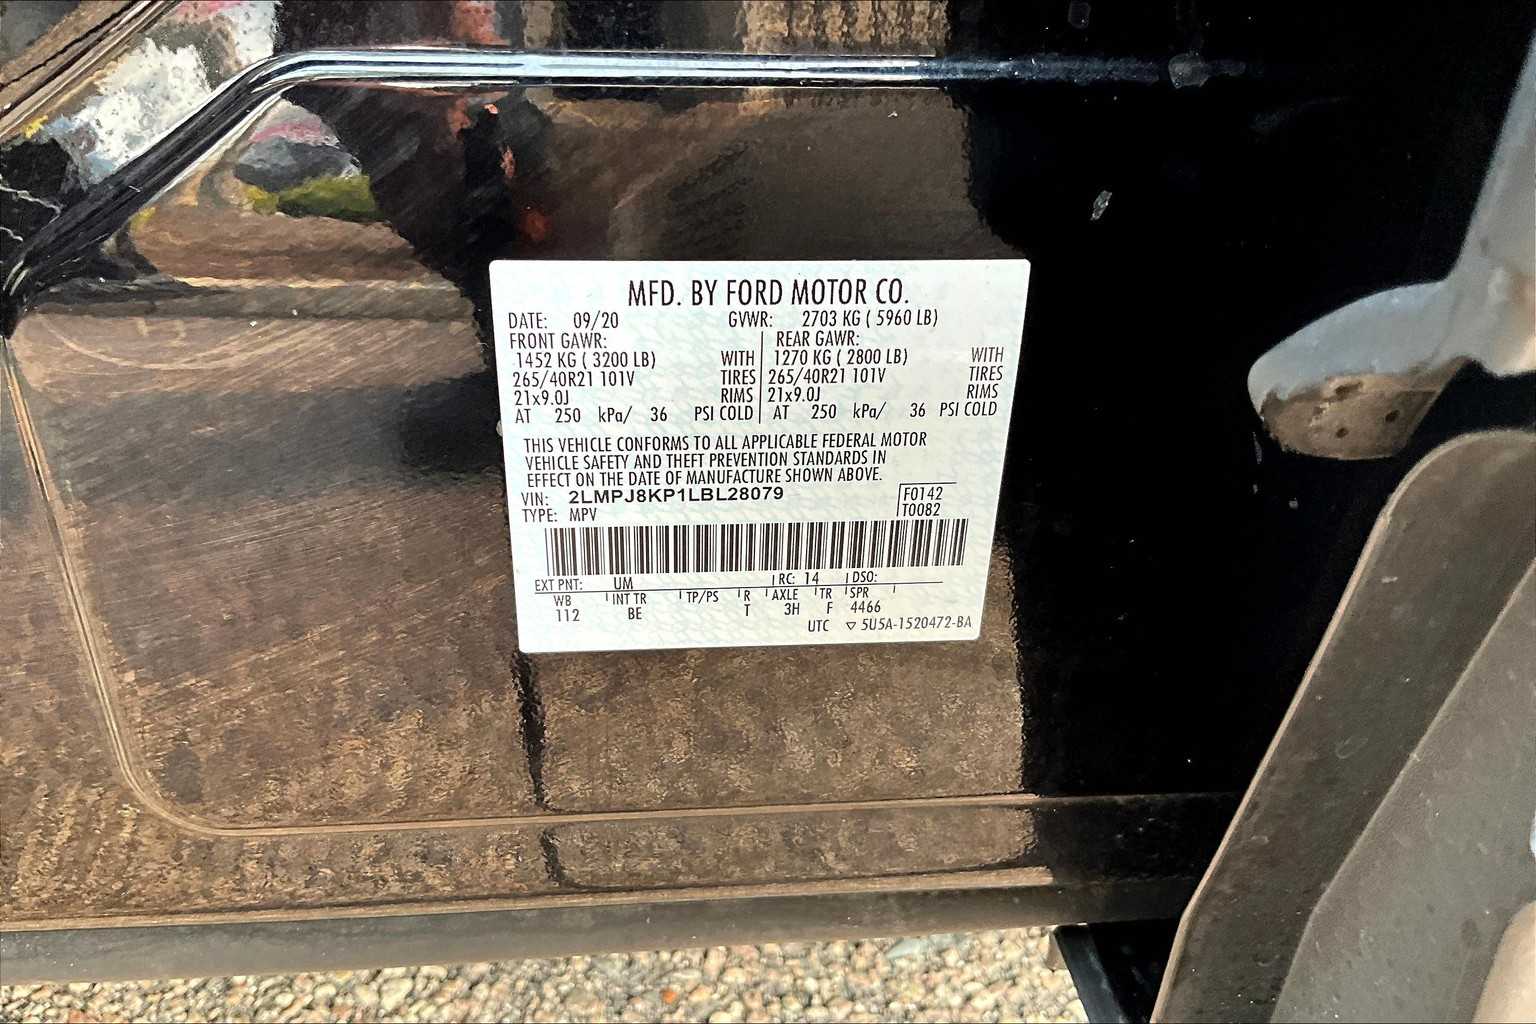 MFD. BY FORD MOTOR CO.
DATE: 09/20 GVWR: 2703 KG ( 5960 LB)
FRONT GAWR: REAR GAWR:
1452 KG ( 3200 LB) WITH 1270 KG ( 2800 LB) WITH
265/40R21 101V TIRES 265/40R21 101V TIRES
21x9.0J RIMS 21x9.0J RIMS
AT 250 kPa/ 36 PSI COLD AT 250 kPa/ 36 PSI COLD
THIS VEHICLE CONFORMS TO ALL APPLICABLE FEDERAL MOTOR
VEHICLE SAFETY AND THEFT PREVENTION STANDARDS IN
EFFECT ON THE DATE OF MANUFACTURE SHOWN ABOVE.
VIN: 2LMPJ8KP1LBL28079 F0142
TYPE: MPV T0082
EXT PNT: UM RC: 14 DSO:
WB INT TR TP/PS R AXLE TR SPR
112 BE T 3H F 4466
UTC ▽ 5U5A-1520472-BA